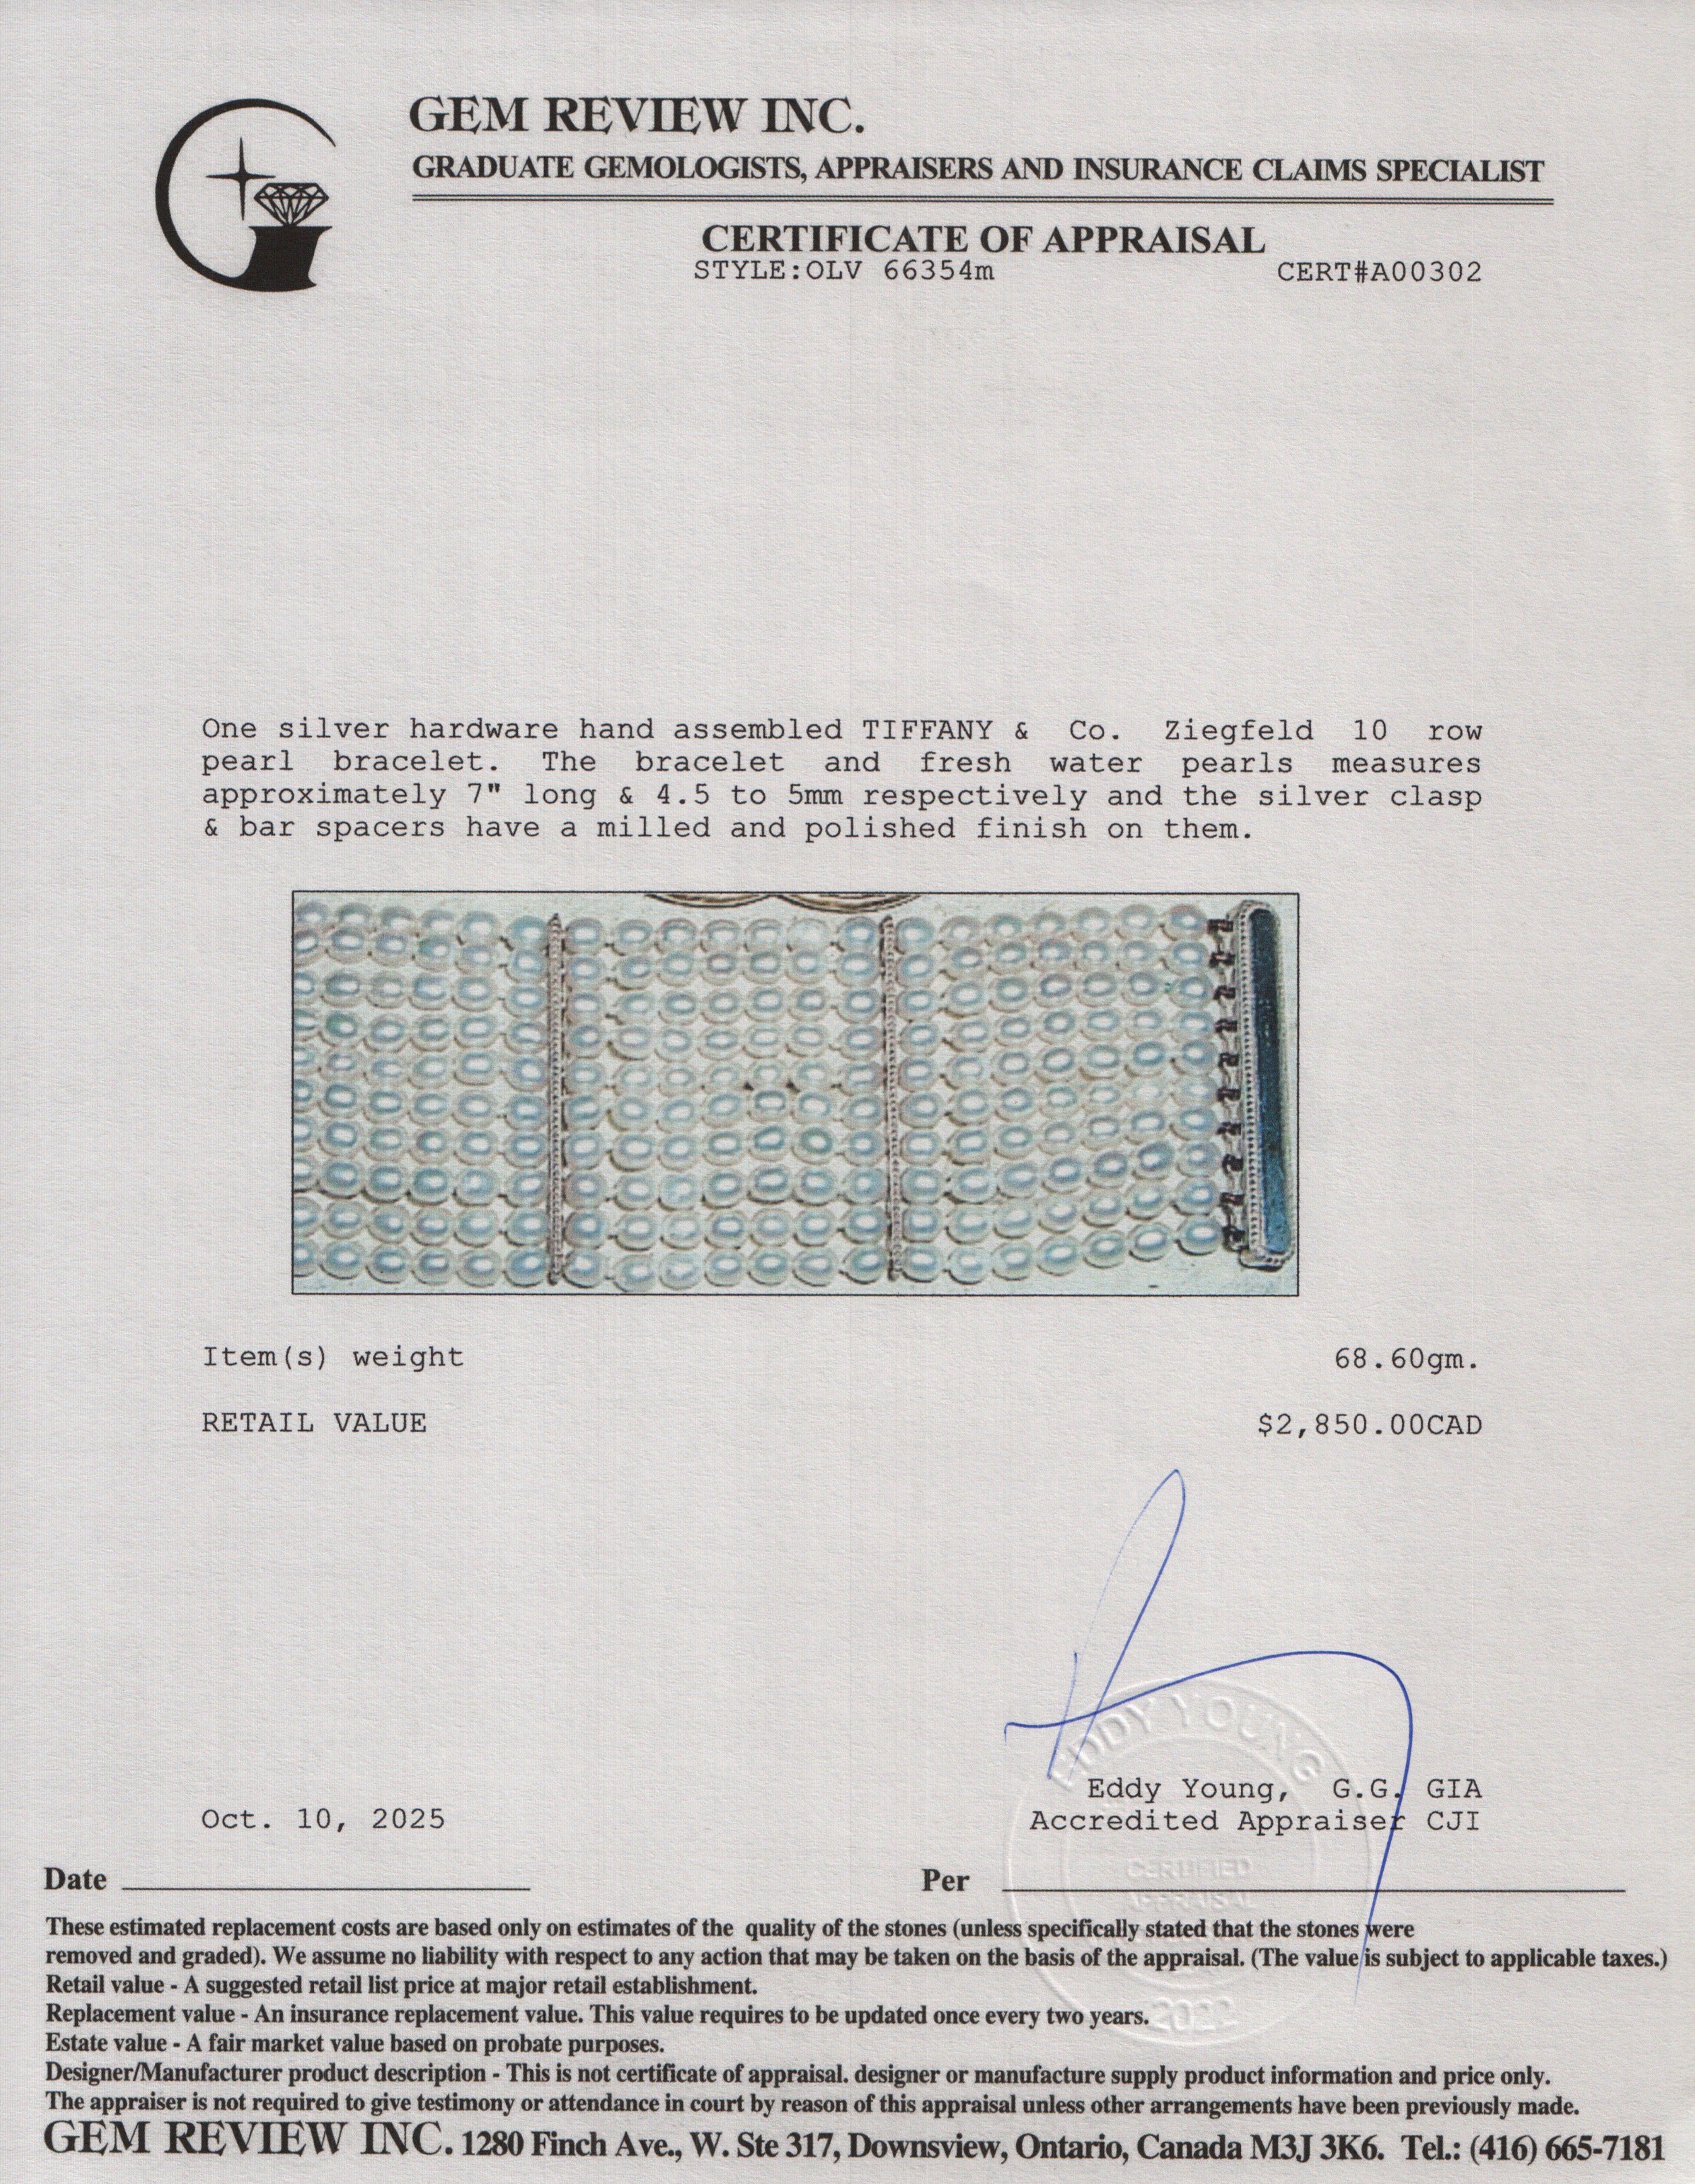 GEM REVIEW INC.
GRADUATE GEMOLOGISTS, APPRAISERS AND INSURANCE CLAIMS SPECIALIST
CERTIFICATE OF APPRAISAL
STYLE:OLV 66354m CERT#A00302
One silver hardware hand assembled TIFFANY & Co. Ziegfeld 10 row
pearl bracelet. The bracelet and fresh water pearls measures
approximately 7" long & 4.5 to 5mm respectively and the silver clasp
& bar spacers have a milled and polished finish on them.
Item(s) weight 68.60gm.
RETAIL VALUE $2,850.00CAD
EDDY YOUNG
Eddy Young, G.G. GIA
Oct. 10, 2025 Accredited Appraiser CJI
CERTIFIED
APPRAISAL
Date Per
These estimated replacement costs are based only on estimates of the quality of the stones (unless specifically stated that the stones were
removed and graded). We assume no liability with respect to any action that may be taken on the basis of the appraisal. (The value is subject to applicable taxes.)
Retail value - A suggested retail list price at major retail establishment.
Replacement value - An insurance replacement value. This value requires to be updated once every two years.
2022
Estate value - A fair market value based on probate purposes.
Designer/Manufacturer product description - This is not certificate of appraisal. designer or manufacture supply product information and price only.
The appraiser is not required to give testimony or attendance in court by reason of this appraisal unless other arrangements have been previously made.
GEM REVIEW INC. 1280 Finch Ave., W. Ste 317, Downsview, Ontario, Canada M3J 3K6. Tel.: (416) 665-7181